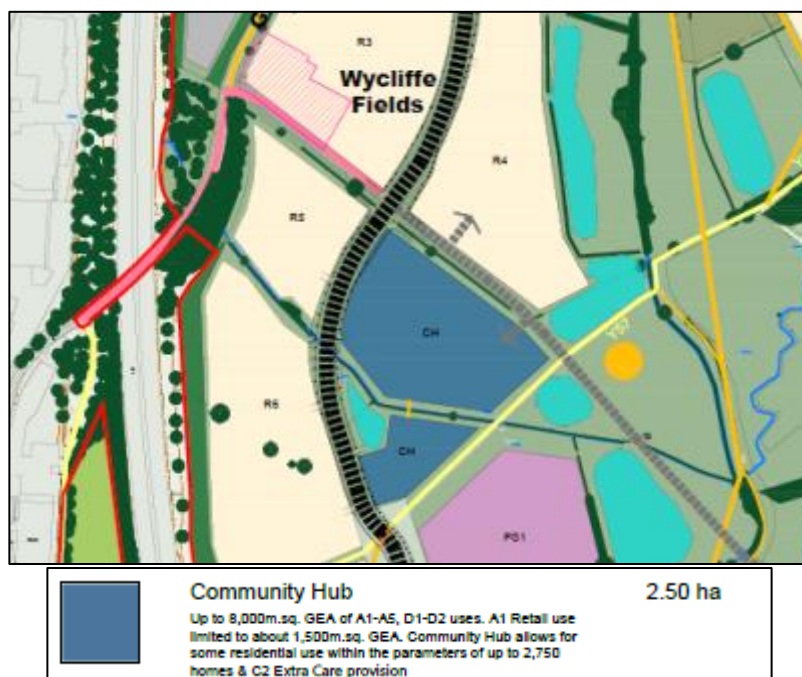 G
R3
Wycliffe
Fields
R4
R5
V57
CH
R6
CH
PS1
Community Hub 2.50 ha
Up to 8,000m.sq. GEA of A1-A5, D1-D2 uses. A1 Retail use
limited to about 1,500m.sq. GEA. Community Hub allows for
some residential use within the parameters of up to 2,750
homes & C2 Extra Care provision